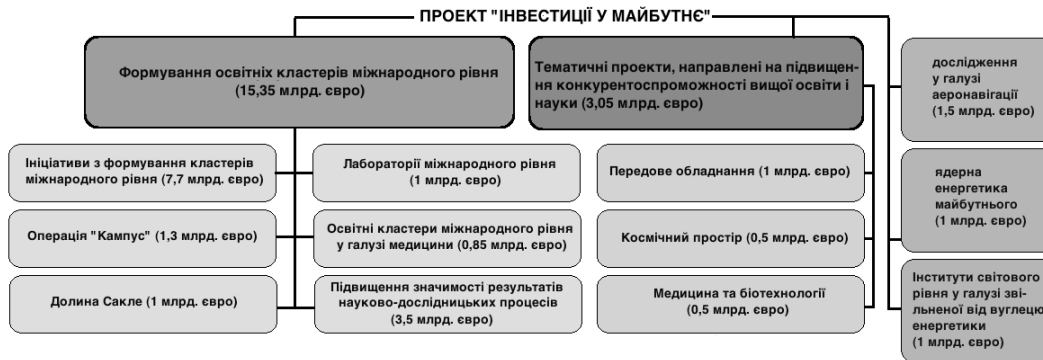 ПРОЕКТ "ІНВЕСТИЦІЇ У МАЙБУТНЄ"
Формування освітніх кластерів міжнародного рівня
(15,35 млрд. євро)
Тематичні проекти, направлені на підвищен-
ня конкурентоспроможності вищої освіти і
науки (3,05 млрд. євро)
дослідження
у галузі
аеронавігації
(1,5 млрд. євро)
Ініціативи з формування кластерів
міжнародного рівня (7,7 млрд. євро)
Лабораторії міжнародного рівня
(1 млрд. євро)
Передове обладнання (1 млрд. євро)
ядерна
енергетика
майбутнього
(1 млрд. євро)
Операція "Кампус" (1,3 млрд. євро)
Освітні кластери міжнародного рівня
у галузі медицини (0,85 млрд. євро)
Космічний простір (0,5 млрд. євро)
Долина Сакле (1 млрд. євро)
Підвищення значимості результатів
науково-дослідницьких процесів
(3,5 млрд. євро)
Медицина та біотехнології
(0,5 млрд. євро)
Інститути світового
рівня у галузі зві-
льненої від вуглецю
енергетики
(1 млрд. євро)